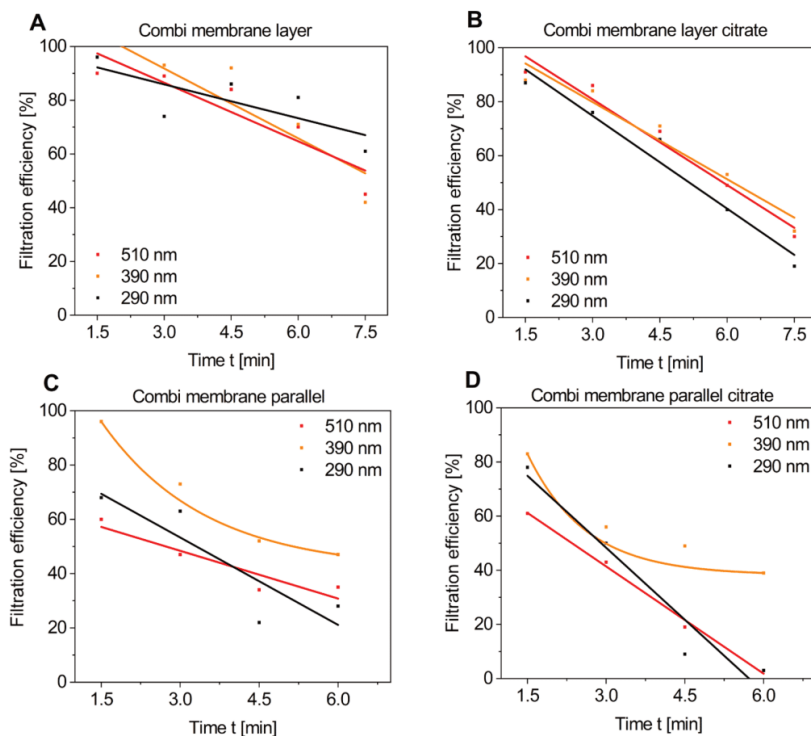 A
Combi membrane layer
Filtration efficiency [%]
100
80
60
40
20
0
510 nm
390 nm
290 nm
1.5 3.0 4.5 6.0 7.5
Time t [min]
B
Combi membrane layer citrate
Filtration efficiency [%]
100
80
60
40
20
0
510 nm
390 nm
290 nm
1.5 3.0 4.5 6.0 7.5
Time t [min]
C
Combi membrane parallel
Filtration efficiency [%]
100
80
60
40
20
0
510 nm
390 nm
290 nm
1.5 3.0 4.5 6.0
Time t [min]
D
Combi membrane parallel citrate
Filtration efficiency [%]
100
80
60
40
20
0
510 nm
390 nm
290 nm
1.5 3.0 4.5 6.0
Time t [min]